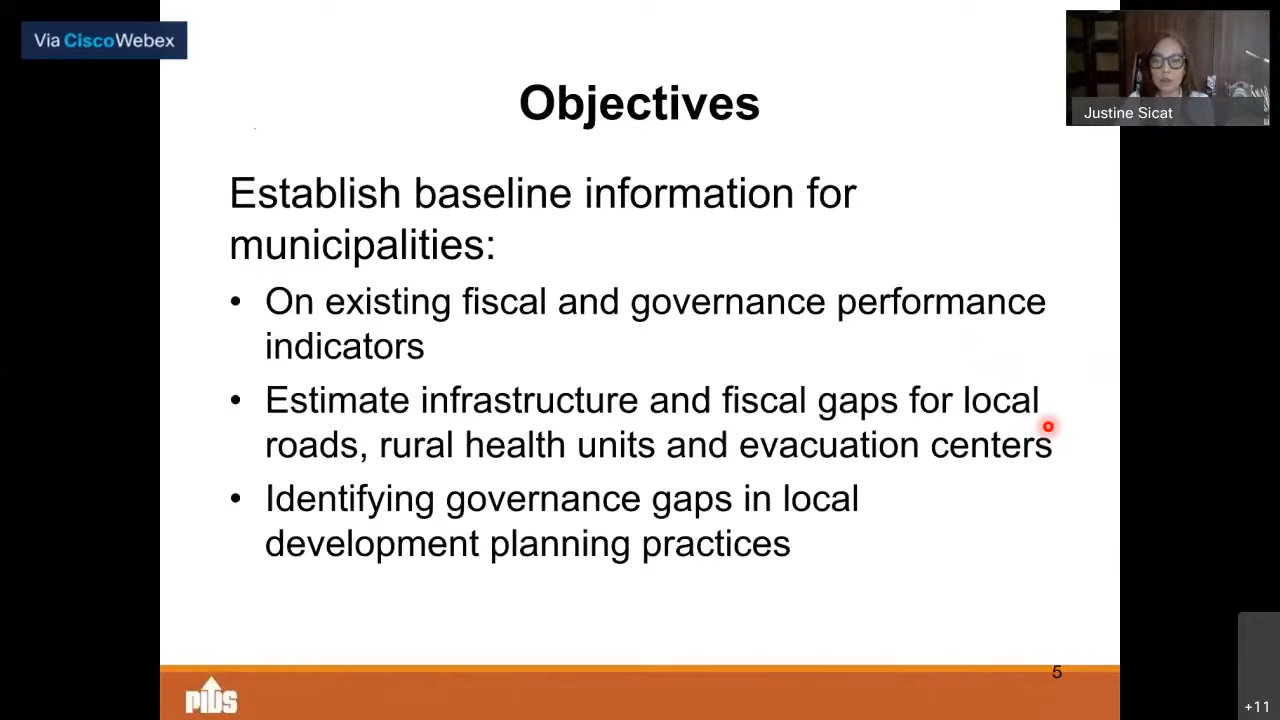 Via CiscoWebex
Justine Sicat
Objectives
Establish baseline information for
municipalities:
• On existing fiscal and governance performance
indicators
• Estimate infrastructure and fiscal gaps for local
roads, rural health units and evacuation centers
• Identifying governance gaps in local
development planning practices
5
PIDS
+11